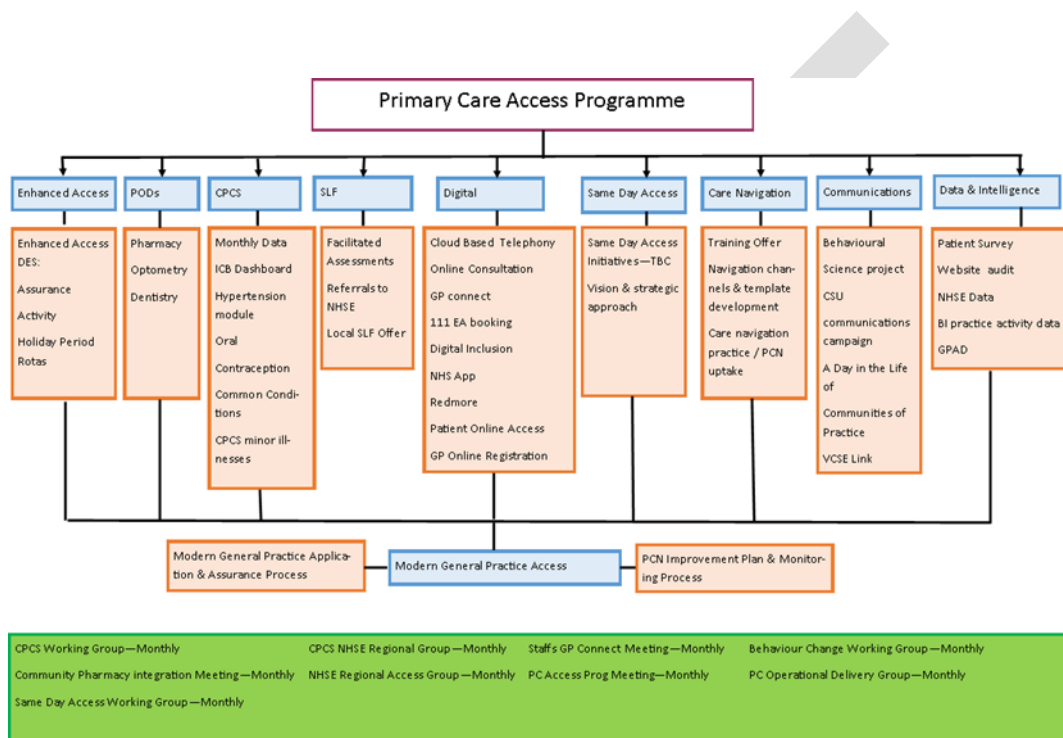 Primary Care Access Programme
Enhanced Access
Enhanced Access
DES:
Assurance
Activity
Holiday Period
Rotas
PODs
Pharmacy
Optometry
Dentistry
CPCS
Monthly Data
ICB Dashboard
Hypertension
module
Oral
Contraception
Common Condi-
tions
CPCS minor ill-
nesses
SLF
Facilitated
Assessments
Referrals to
NHSE
Local SLF Offer
Digital
Cloud Based Telephony
Online Consultation
GP connect
111 EA booking
Digital Inclusion
NHS App
Redmore
Patient Online Access
GP Online Registration
Same Day Access
Same Day Access
Initiatives—TBC
Vision & strategic
approach
Care Navigation
Training Offer
Navigation chan-
nels & template
development
Care navigation
practice / PCN
uptake
Communications
Behavioural
Science project
CSU
communications
campaign
A Day in the Life
of
Communities of
Practice
VCSE Link
Data & Intelligence
Patient Survey
Website audit
NHSE Data
BI practice activity data
GPAD
Modern General Practice Applica-
tion & Assurance Process
Modern General Practice Access
PCN Improvement Plan & Monitor-
ing Process
CPCS Working Group—Monthly
CPCS NHSE Regional Group—Monthly
Staffs GP Connect Meeting—Monthly
Behaviour Change Working Group—Monthly
Community Pharmacy integration Meeting—Monthly
NHSE Regional Access Group—Monthly
PC Access Prog Meeting—Monthly
PC Operational Delivery Group—Monthly
Same Day Access Working Group—Monthly